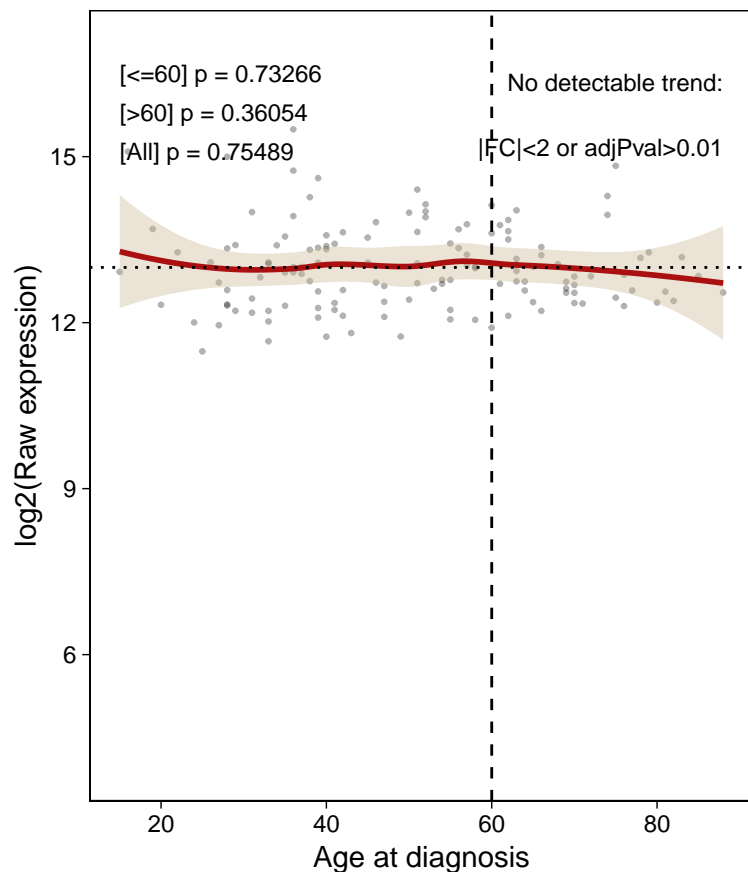 [<=60] p = 0.73266
[>60] p = 0.36054
[All] p = 0.75489
No detectable trend:
|FC|<2 or adjPval>0.01
log2(Raw expression)
15
12
9
6
20
40
60
80
Age at diagnosis